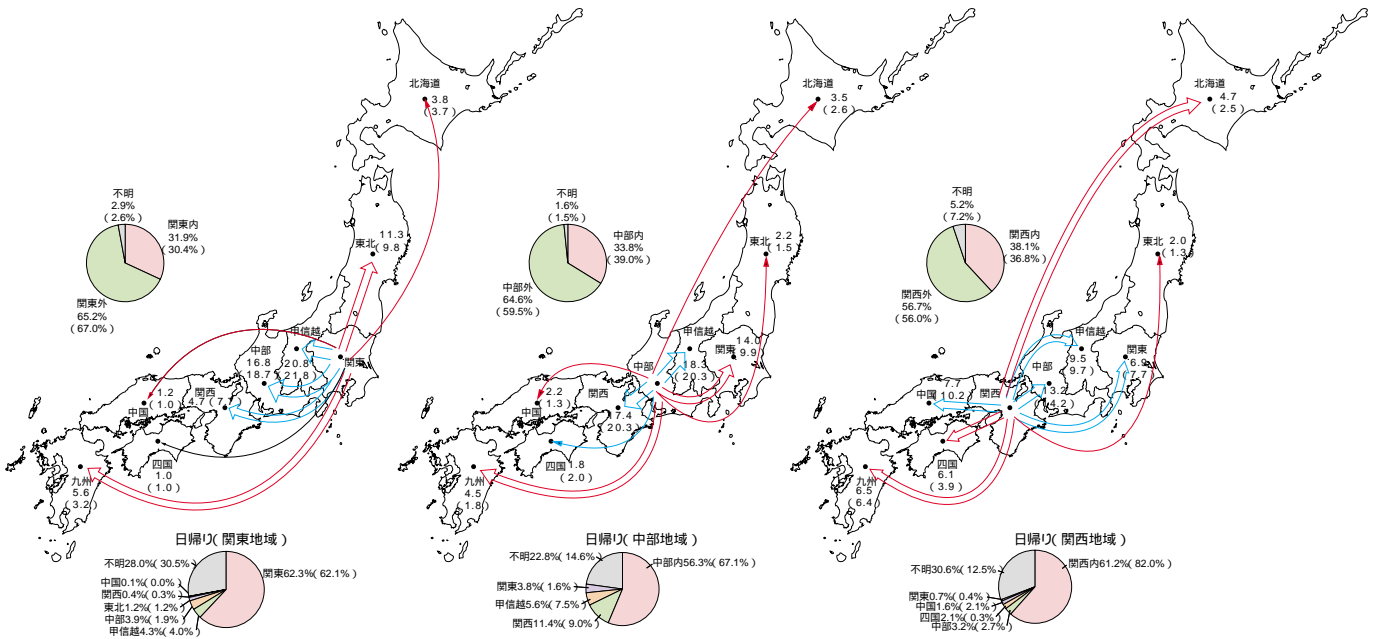 北海道
3.8
(3.7)
不明
2.9%
(2.6%)
関東内
31.9%
(30.4%)
関東外
65.2%
(67.0%)
東北
11.3
(9.8)
甲信越
20.8
(21.8)
関東
中部
16.8
(18.7)
関西
4.7(7.
1.2
(1.0)
中国
四国
1.0
(1.0)
九州
5.6
(3.2)
日帰り(関東地域)
不明28.0%(30.5%)
関東62.3%(62.1%)
中国0.1%(0.0%)
関西0.4%(0.3%)
東北1.2%(1.2%)
中部3.9%(1.9%)
甲信越4.3%(4.0%)
北海道
3.5
(2.6)
不明
1.6%
(1.5%)
中部内
33.8%
(39.0%)
中部外
64.6%
(59.5%)
東北
2.2
(1.5)
甲信越
18.3
(20.3)
関東
14.0
(9.9)
中部
関西
17.4
(20.3)
2.2
(1.3)
中国
四国
1.8
(2.0)
九州
4.5
(1.8)
日帰り(中部地域)
不明22.8%(14.6%)
中部内56.3%(67.1%)
関東3.8%(1.6%)
甲信越5.6%(7.5%)
関西11.4%(9.0%)
北海道
4.7
(2.5)
不明
5.2%
(7.2%)
関西内
38.1%
(36.8%)
関西外
56.7%
(56.0%)
東北
2.0
(1.3)
甲信越
9.5
(9.7)
関東
6.9
(7.7)
中部
(4.2)
関西
7.7
(10.2)
中国
四国
6.1
(3.9)
九州
6.5
(6.4)
日帰り(関西地域)
不明30.6%(12.5%)
関西内61.2%(82.0%)
関東0.7%(0.4%)
中国1.6%(2.1%)
四国2.1%(0.3%)
中部3.2%(2.7%)